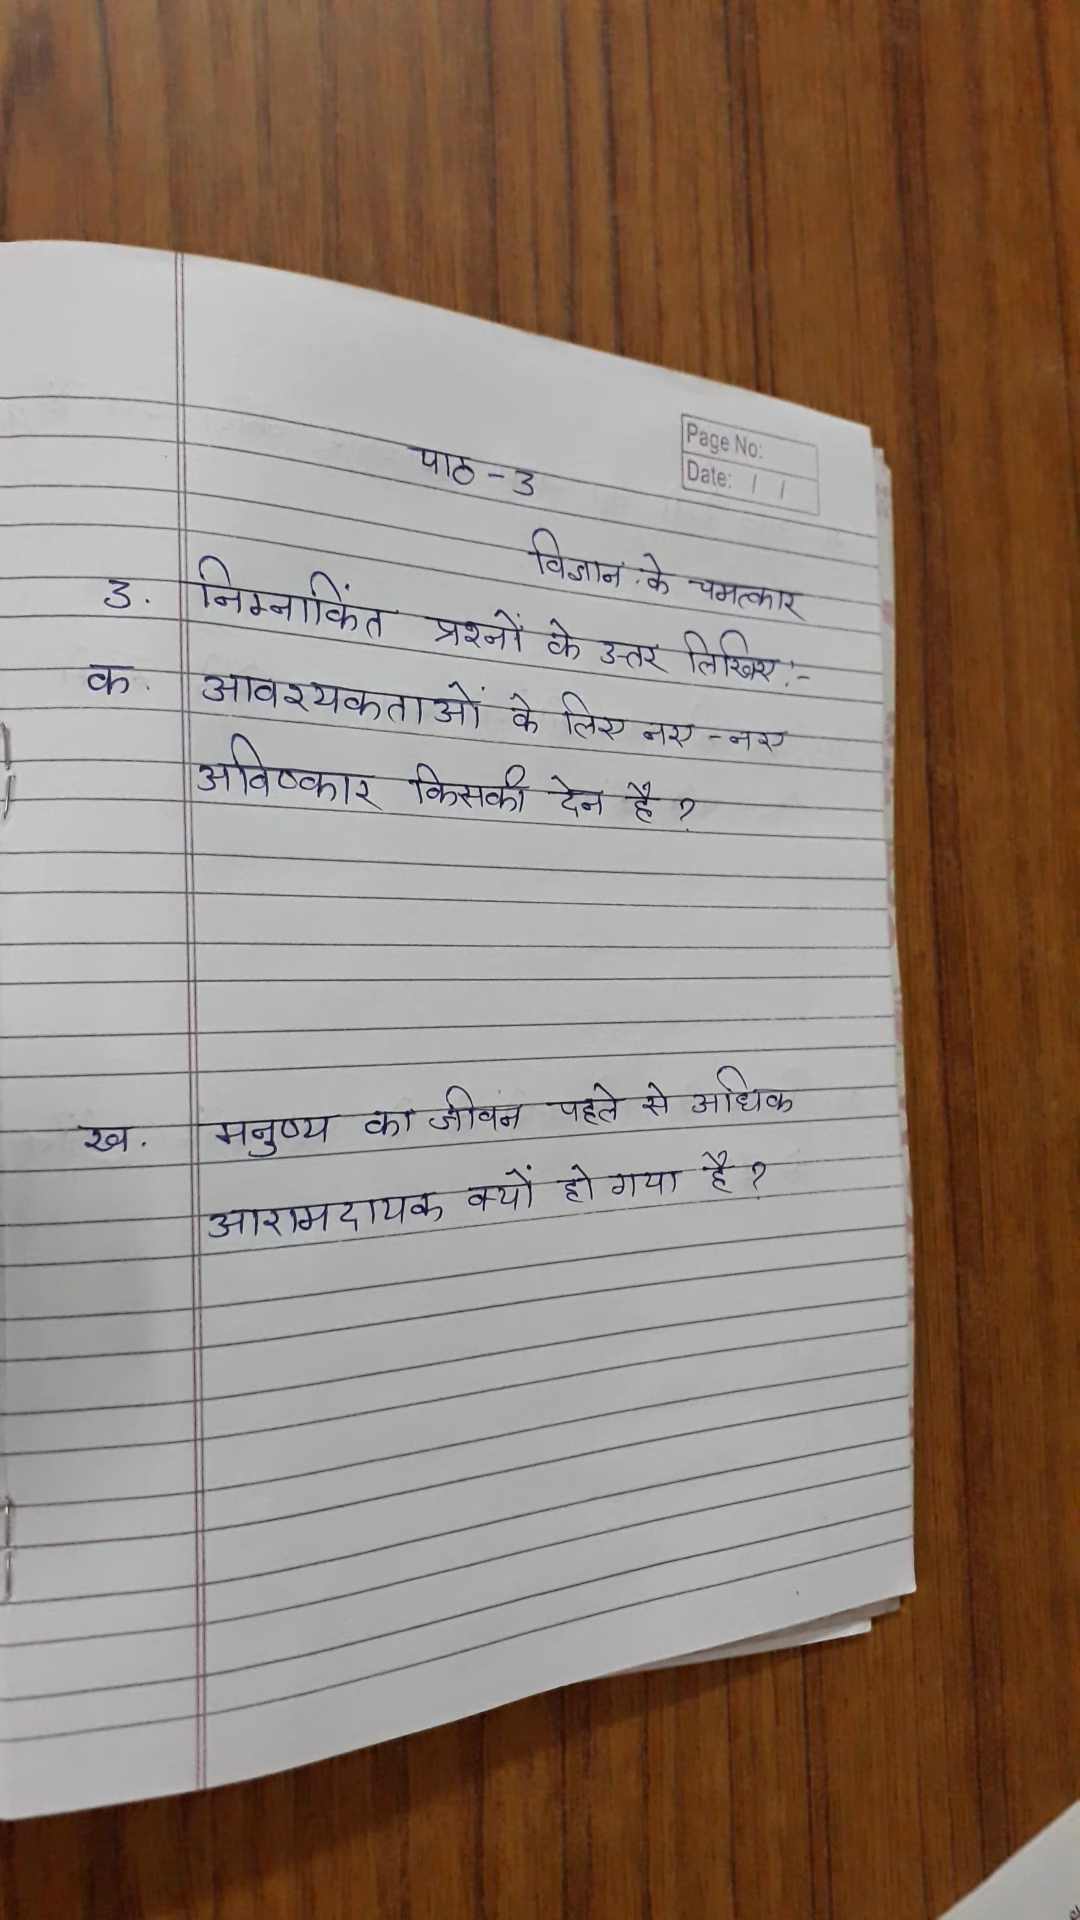 Page No:
Date: / /
पाठ - 3
विज्ञान के चमत्कार
3. निम्नांकित प्रश्नों के उत्तर लिखिए :-
क. आवश्यकताओं के लिए नए - नए
अविष्कार किसकी देन है ?
ख. मनुष्य का जीवन पहले से अधिक
आरामदायक क्यों हो गया है ?